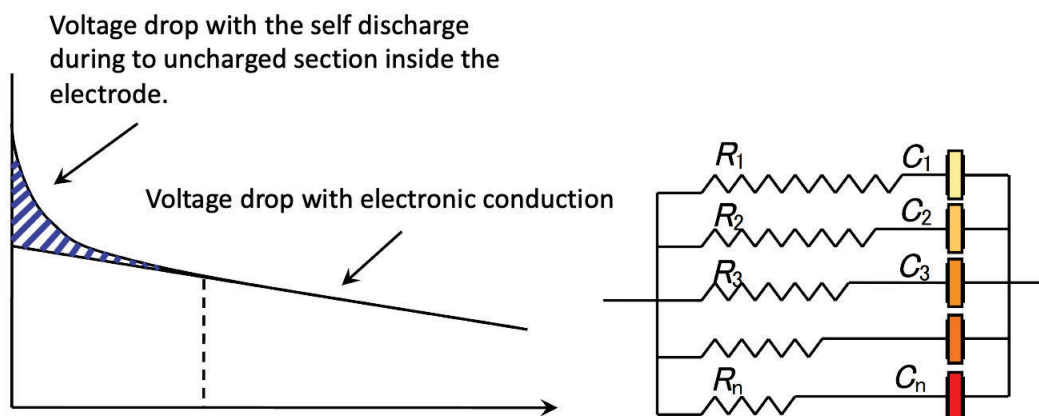 Voltage drop with the self discharge
during to uncharged section inside the
electrode.
Voltage drop with electronic conduction
R1
C1
R2
C2
R3
C3
Rn
Cn